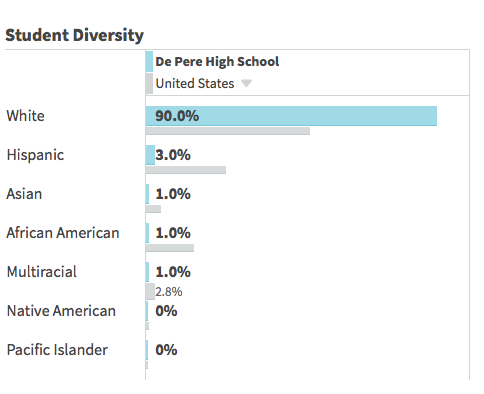 Student Diversity
De Pere High School
United States
White 90.0%
Hispanic 3.0%
Asian 1.0%
African American 1.0%
Multiracial 1.0%
2.8%
Native American 0%
Pacific Islander 0%